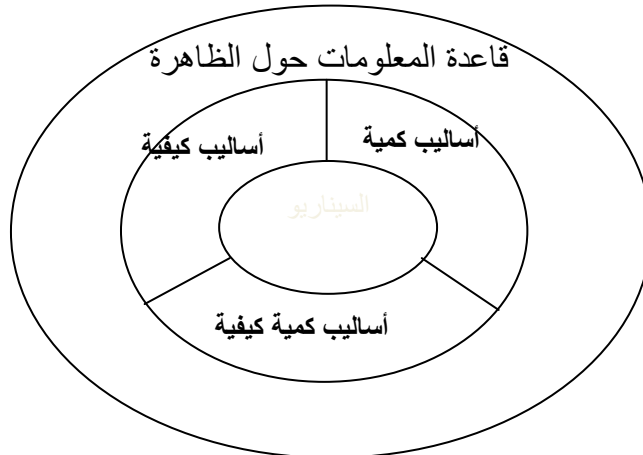 قاعدة المعلومات حول الظاهرة
أساليب كمية
أساليب كيفية
السيناريو
أساليب كمية كيفية